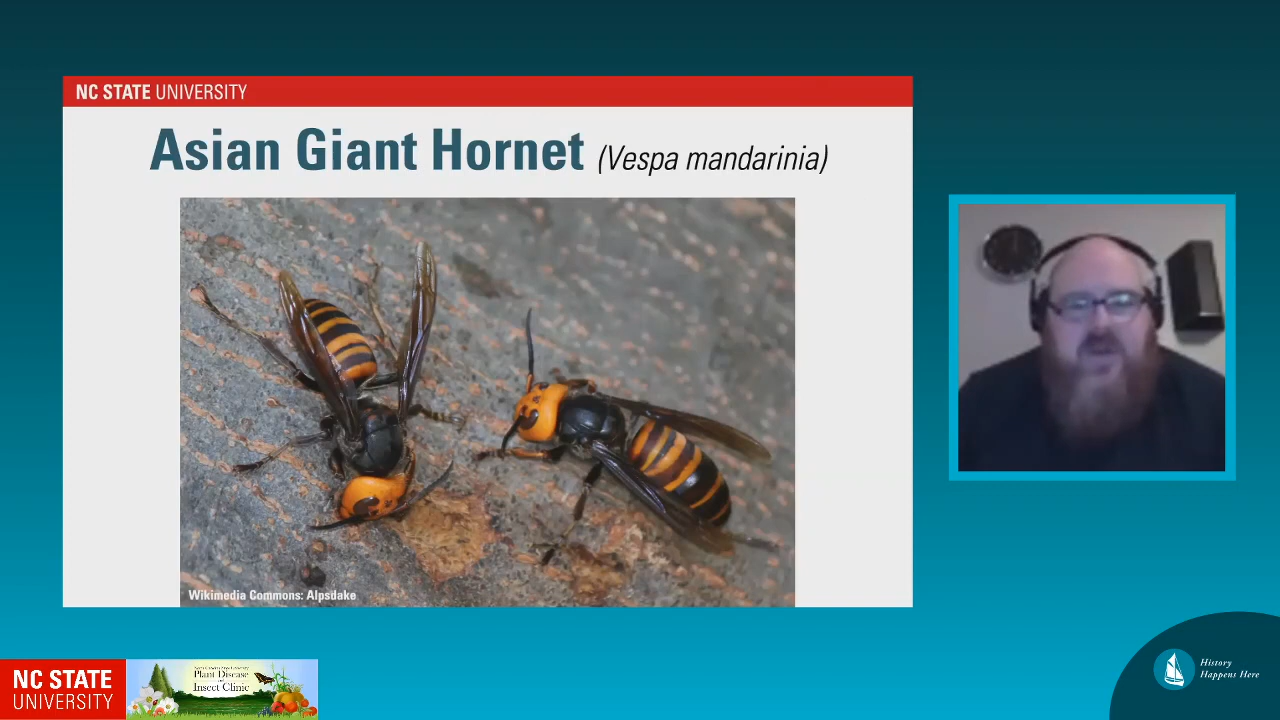 NC STATE UNIVERSITY
Asian Giant Hornet (Vespa mandarinia)
Wikimedia Commons: Alpsdake
NC STATE
UNIVERSITY
Plant Disease
and
Insect Clinic
History
Happens Here